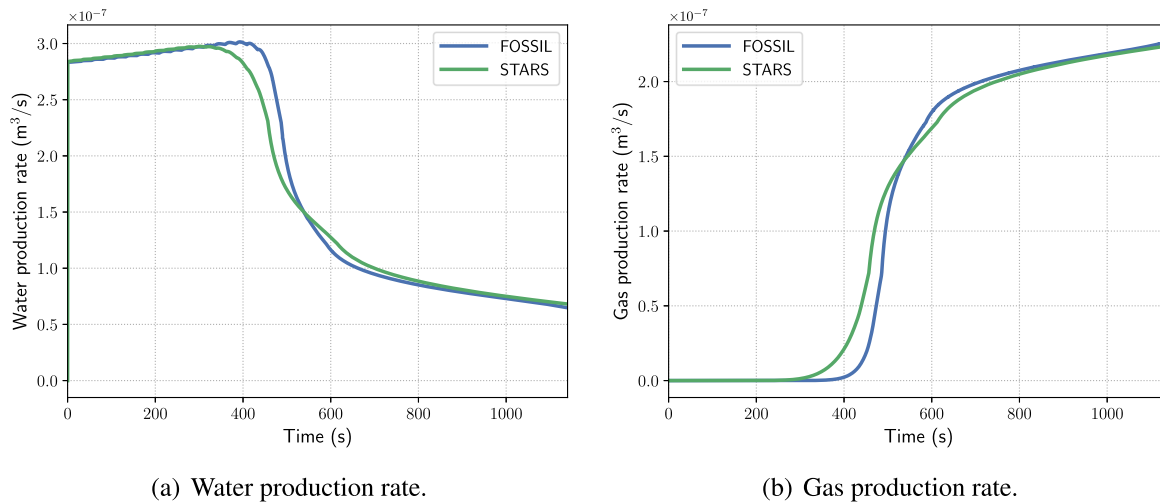 ×10⁻⁷
Water production rate (m³/s)
3.0
2.5
2.0
1.5
1.0
0.5
0.0
FOSSIL
STARS
0 200 400 600 800 1000
Time (s)
(a) Water production rate.
×10⁻⁷
Gas production rate (m³/s)
2.0
1.5
1.0
0.5
0.0
FOSSIL
STARS
0 200 400 600 800 1000
Time (s)
(b) Gas production rate.